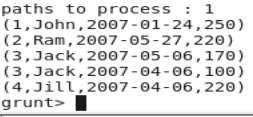 paths to process : 1
(1,John,2007-01-24,250)
(2,Ram,2007-05-27,220)
(3,Jack,2007-05-06,170)
(3,Jack,2007-04-06,100)
(4,Jill,2007-04-06,220)
grunt>